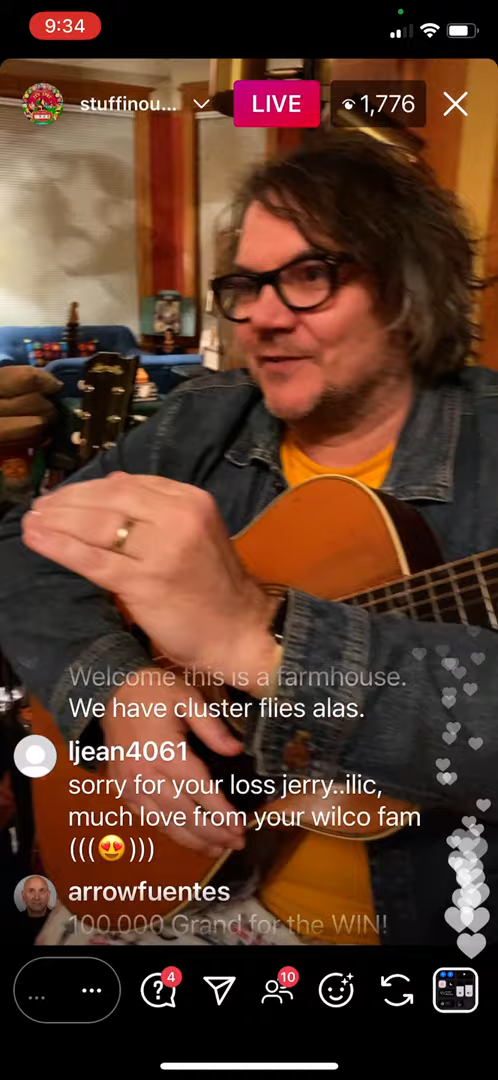 9:34
stuffinou...
LIVE
1,776
Welcome this is a farmhouse.
We have cluster flies alas.
ljean4061
sorry for your loss jerry..ilic,
much love from your wilco fam
(((😍)))
arrowfuentes
100,000 Grand for the WIN!
4
10